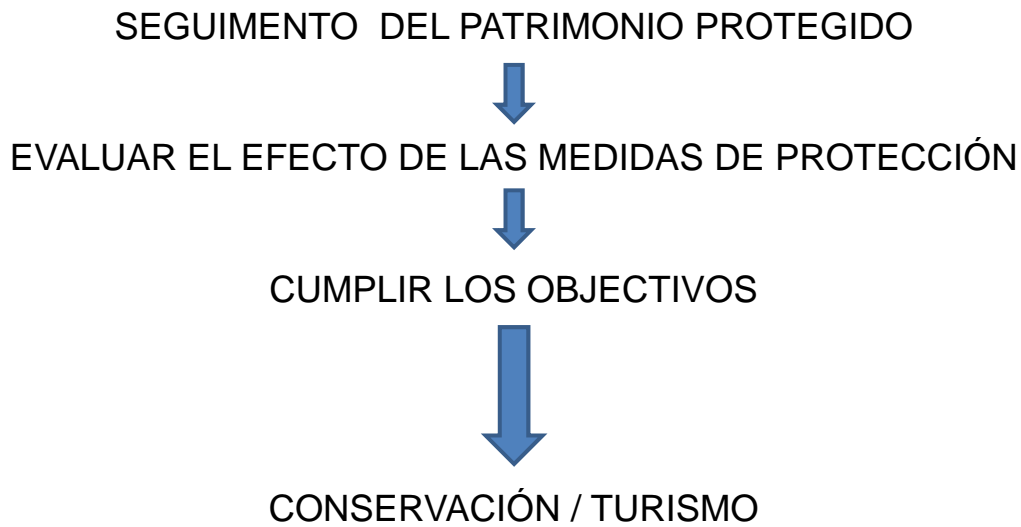 SEGUIMENTO DEL PATRIMONIO PROTEGIDO
EVALUAR EL EFECTO DE LAS MEDIDAS DE PROTECCIÓN
CUMPLIR LOS OBJECTIVOS
CONSERVACIÓN / TURISMO